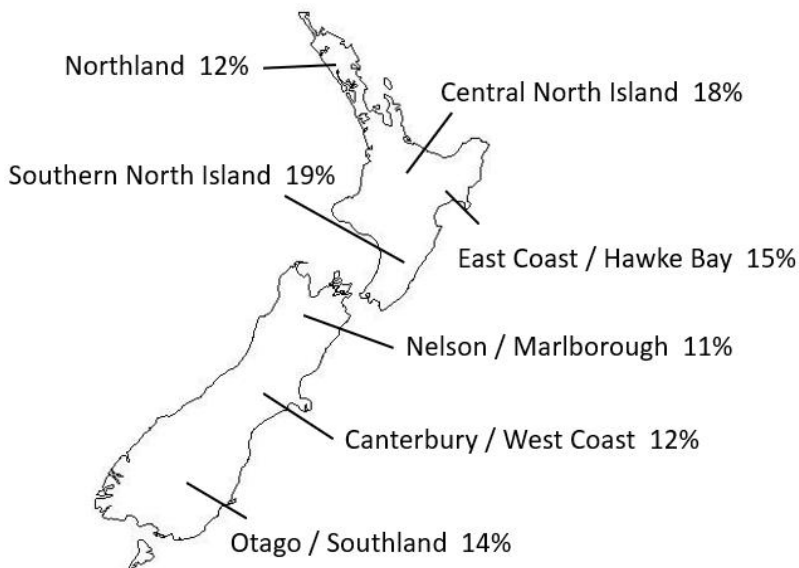 Northland 12%
Central North Island 18%
Southern North Island 19%
East Coast / Hawke Bay 15%
Nelson / Marlborough 11%
Canterbury / West Coast 12%
Otago / Southland 14%